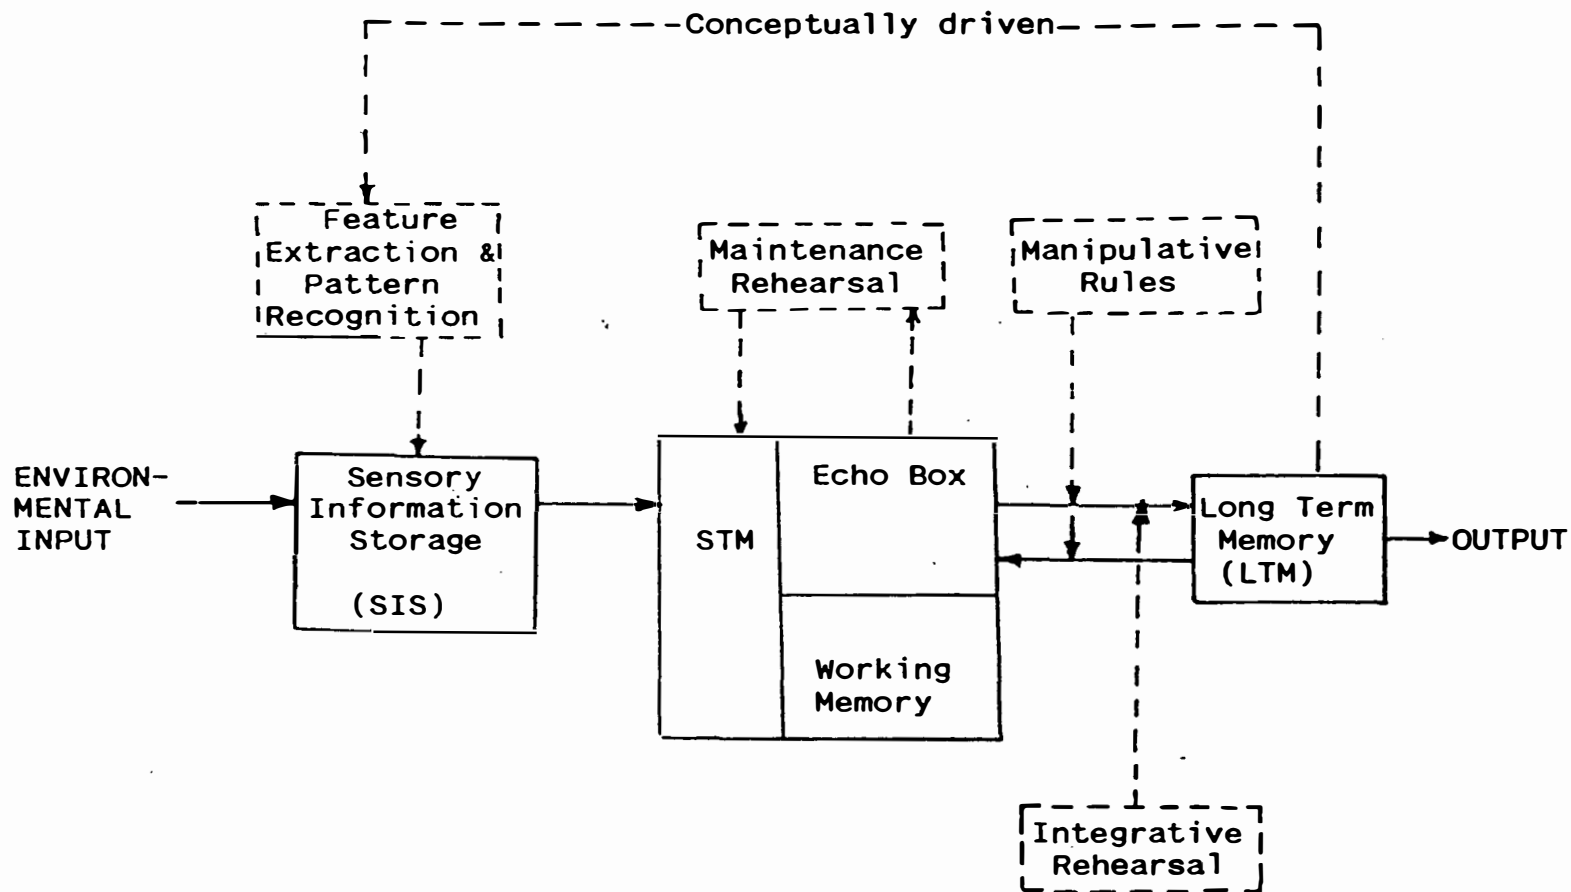 Conceptually driven
Feature
Extraction &
Pattern
Recognition
Maintenance
Rehearsal
Manipulative
Rules
ENVIRON-
MENTAL
INPUT
Sensory
Information
Storage
(SIS)
STM
Echo Box
Working
Memory
Long Term
Memory
(LTM)
OUTPUT
Integrative
Rehearsal